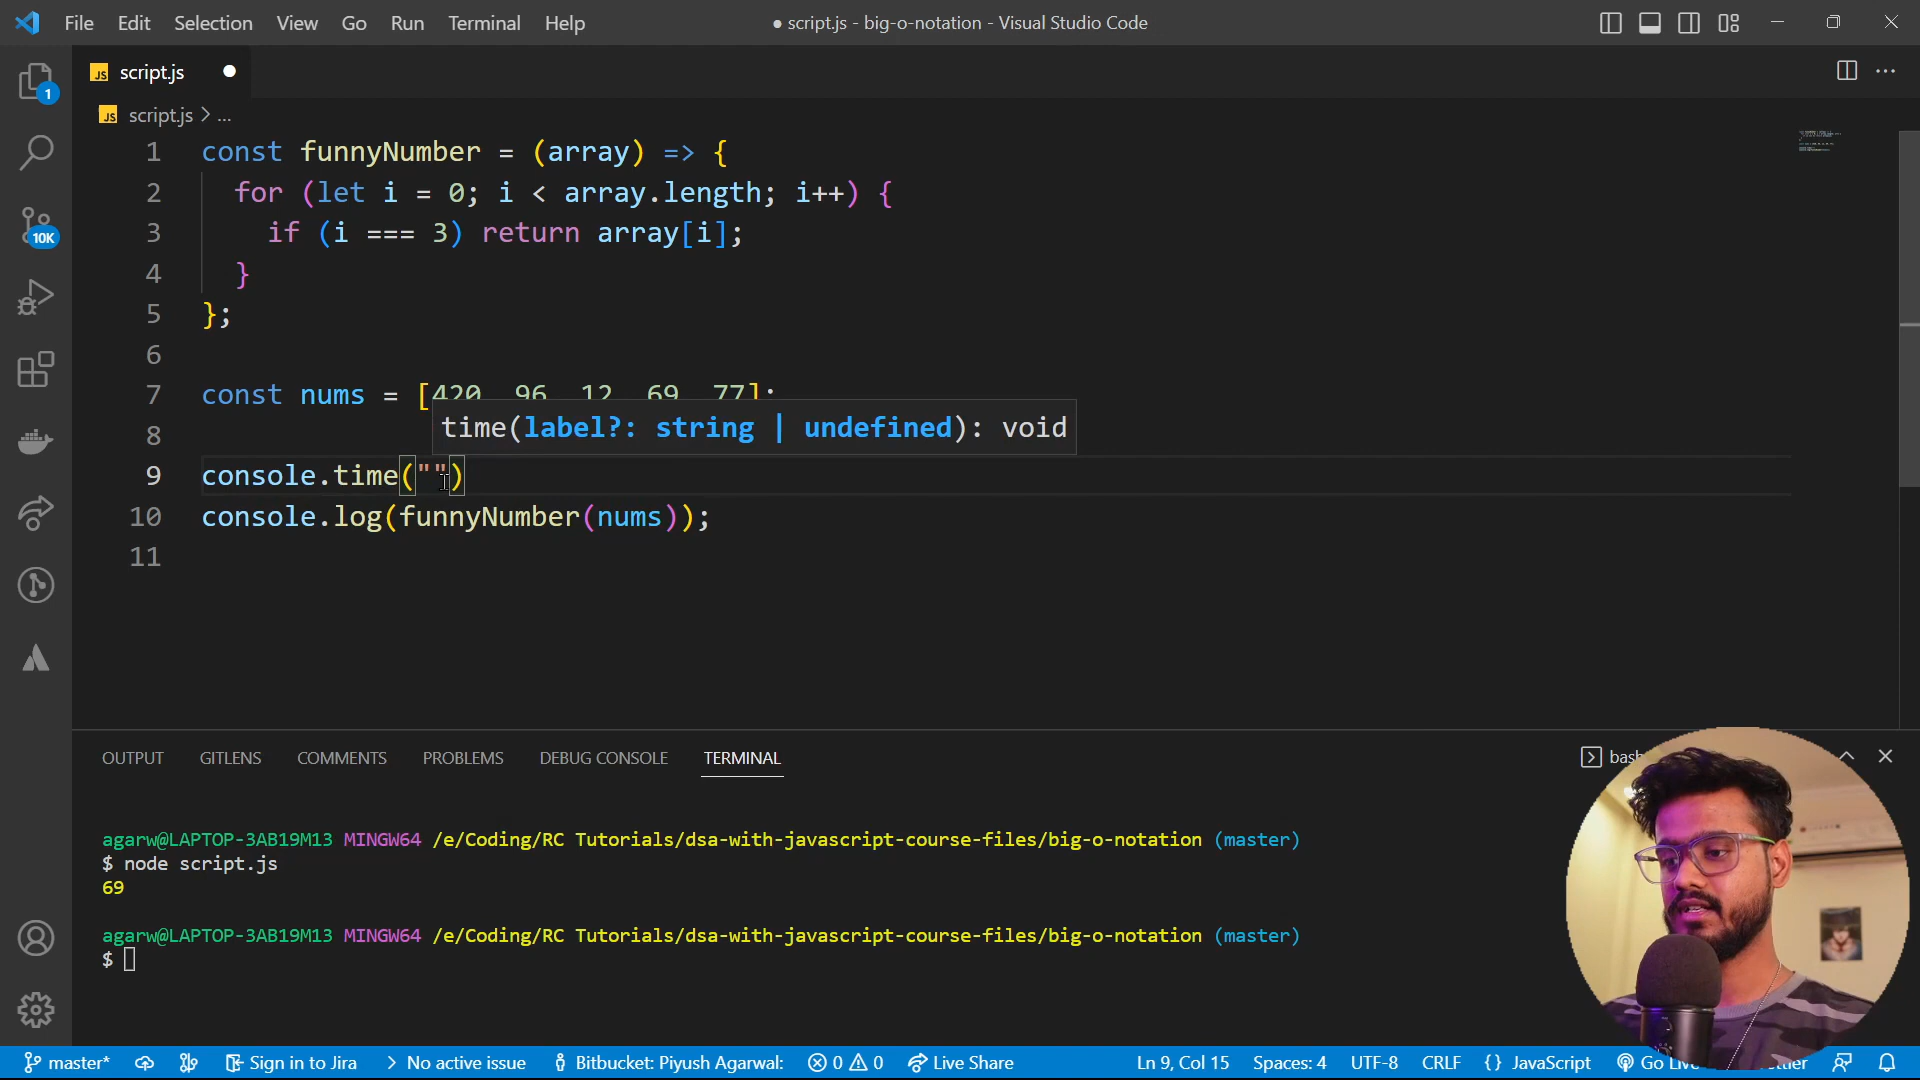 File Edit Selection View Go Run Terminal Help
● script.js - big-o-notation - Visual Studio Code
JS script.js ●
JS script.js > ...
1
1 const funnyNumber = (array) => {
2 for (let i = 0; i < array.length; i++) {
3 if (i === 3) return array[i];
4 }
5 };
6
7 const nums = [420, 96, 12, 69, 77];
8
time(label?: string | undefined): void
9 console.time("")
10 console.log(funnyNumber(nums));
11
10K
OUTPUT GITLENS COMMENTS PROBLEMS DEBUG CONSOLE TERMINAL
agarw@LAPTOP-3AB19M13 MINGW64 /e/Coding/RC Tutorials/dsa-with-javascript-course-files/big-o-notation (master)
$ node script.js
69
agarw@LAPTOP-3AB19M13 MINGW64 /e/Coding/RC Tutorials/dsa-with-javascript-course-files/big-o-notation (master)
$
master* Sign in to Jira No active issue Bitbucket: Piyush Agarwal: 0 0 Live Share Ln 9, Col 15 Spaces: 4 UTF-8 CRLF {} JavaScript Go